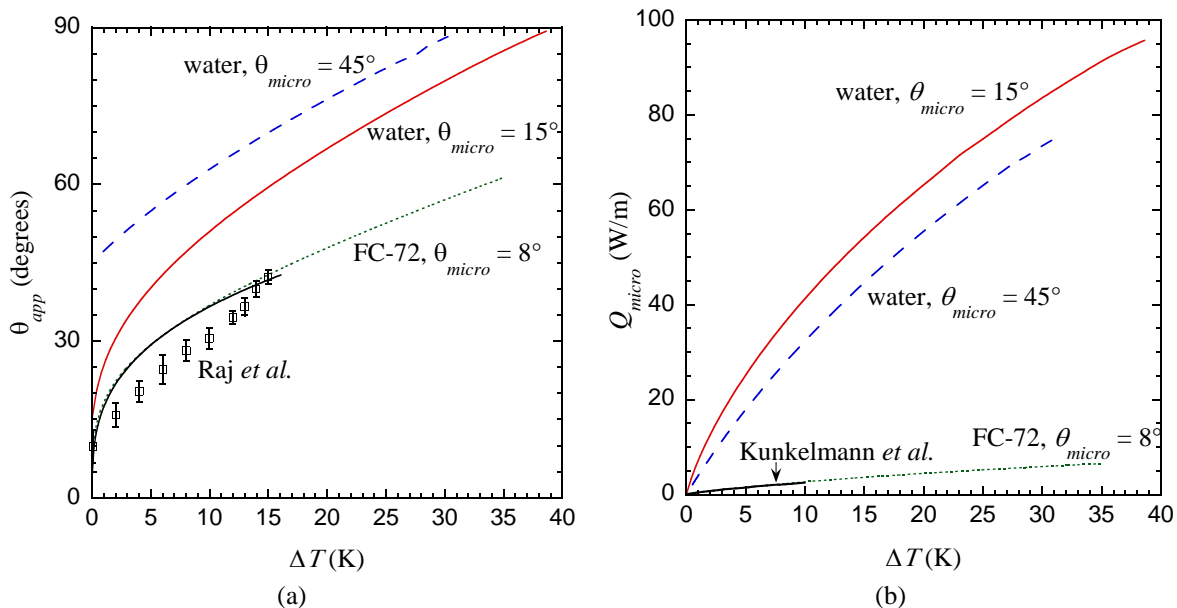 90
60
30
0
θapp (degrees)
0 5 10 15 20 25 30 35 40
ΔT(K)
water, θmicro = 45°
water, θmicro = 15°
FC-72, θmicro = 8°
Raj et al.
(a)
100
80
60
40
20
0
Qmicro (W/m)
0 5 10 15 20 25 30 35 40
ΔT(K)
water, θmicro = 15°
water, θmicro = 45°
Kunkelmann et al.
FC-72, θmicro = 8°
(b)